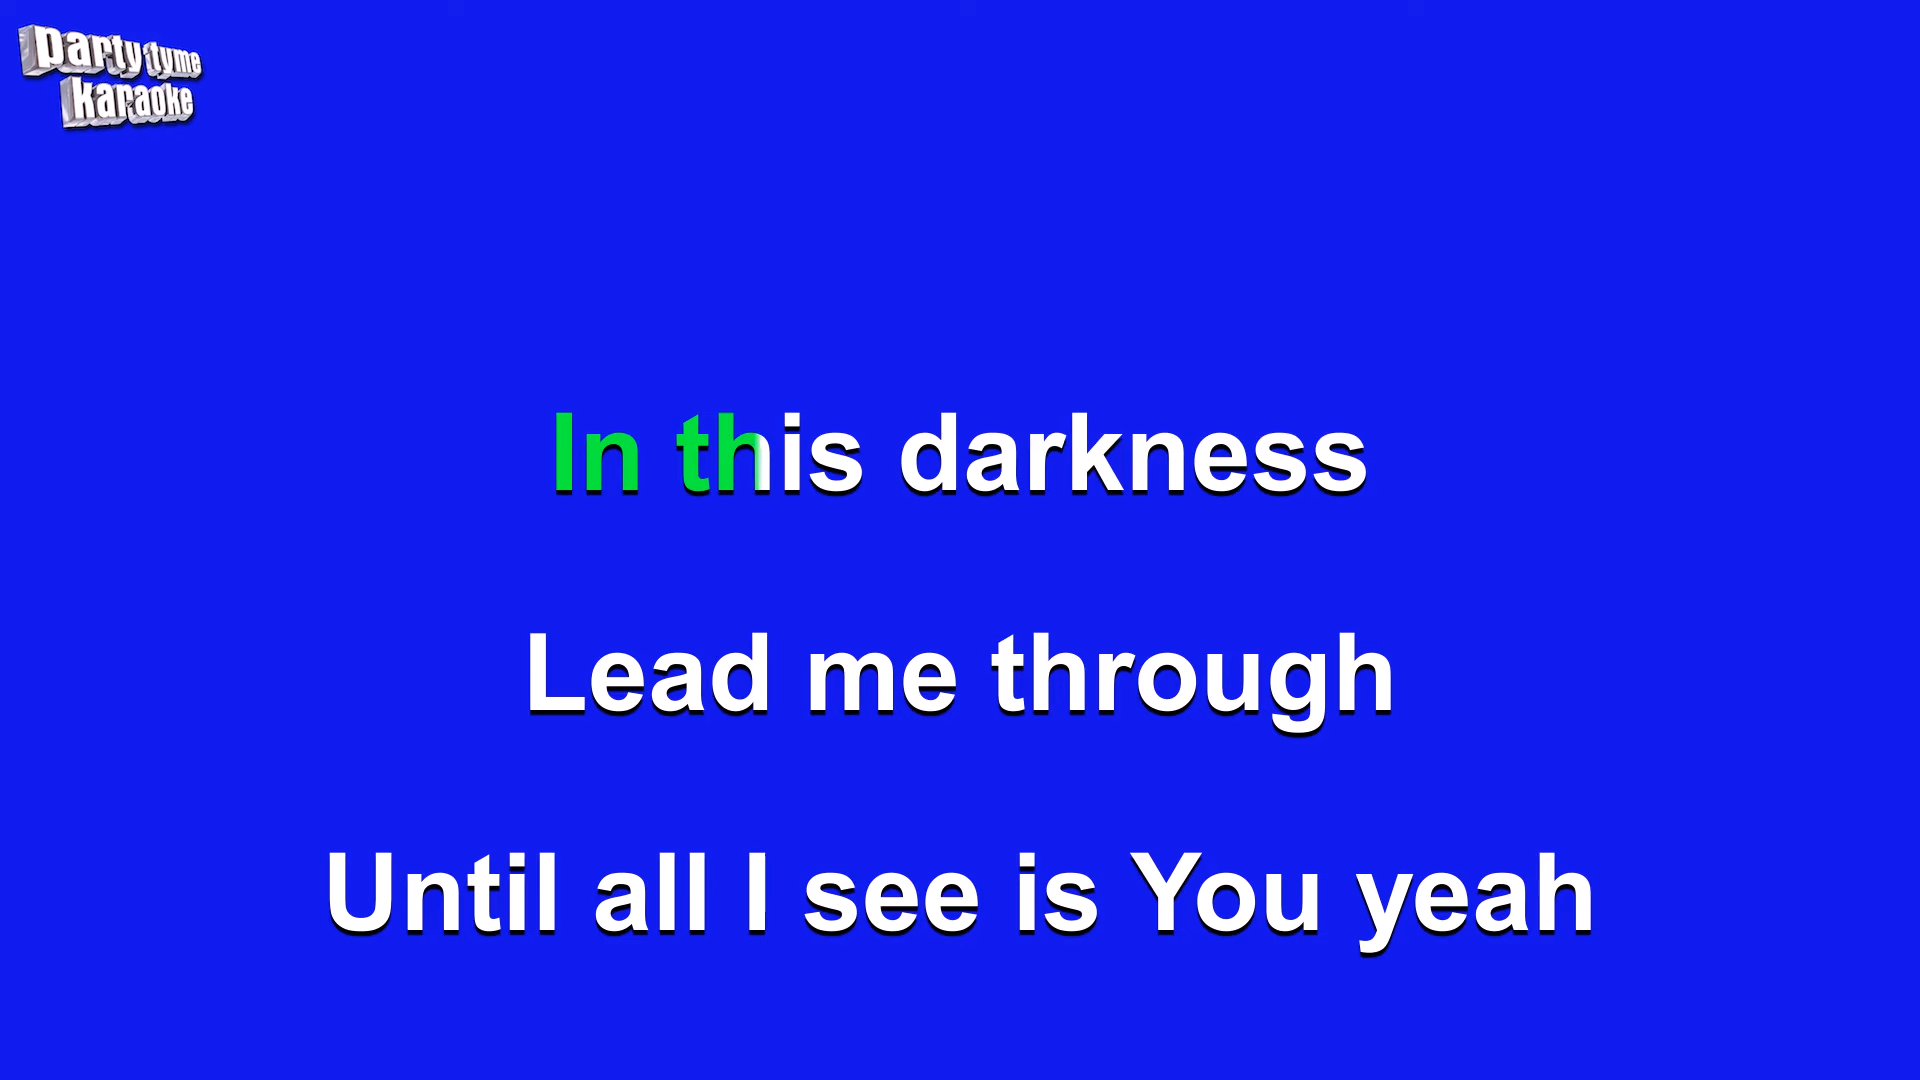 party tyme
karaoke
In this darkness
Lead me through
Until all I see is You yeah